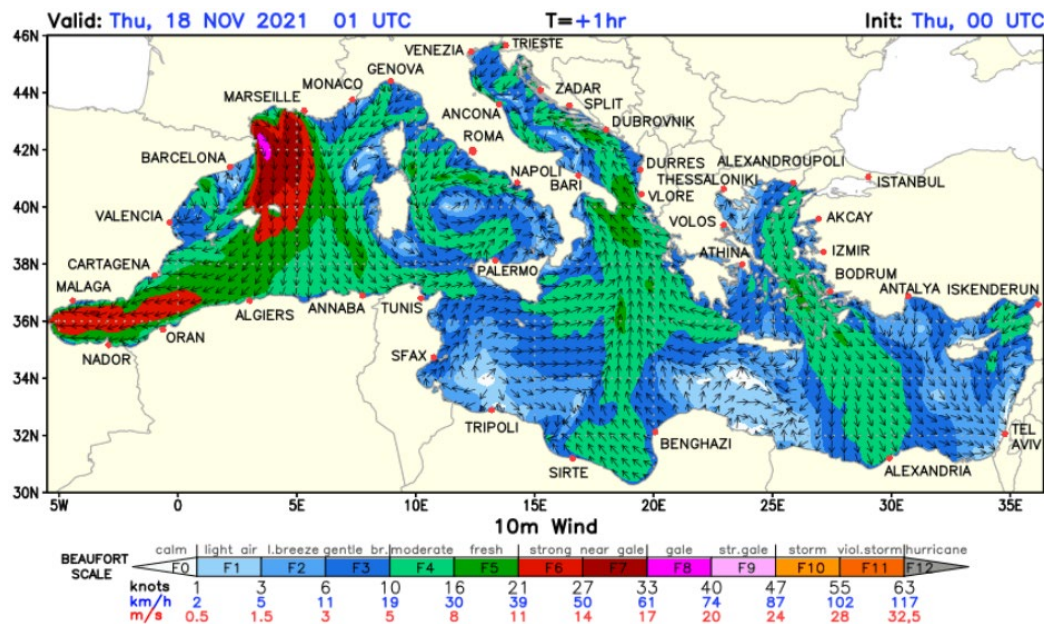 Valid: Thu, 18 NOV 2021 01 UTC T=+1hr Init: Thu, 00 UTC
46N
VENEZIA TRIESTE
GENOVA
MONACO
44N
ZADAR
MARSEILLE
SPLIT
ANCONA
DUBROVNIK
ROMA
42N
BARCELONA
DURRES ALEXANDROUPOLI
NAPOLI
THESSALONIKI
ISTANBUL
BARI
VLORE
40N
VALENCIA
VOLOS
AKCAY
ATHINA
IZMIR
38N
CARTAGENA
PALERMO
BODRUM
MALAGA
ANTALYA ISKENDERUN
ALGIERS ANNABA TUNIS
36N
ORAN
NADOR
SFAX
34N
TRIPOLI
BENGHAZI
TEL
AVIV
32N
SIRTE
ALEXANDRIA
30N
5W 0 5E 10E 15E 20E 25E 30E 35E
10m Wind
BEAUFORT
SCALE
calm light air l.breeze gentle br. moderate fresh strong near gale gale str.gale storm viol.storm hurricane
F0 F1 F2 F3 F4 F5 F6 F7 F8 F9 F10 F11 F12
knots 1 3 6 10 16 21 27 33 40 47 55 63
km/h 2 5 11 19 30 39 50 61 74 87 102 117
m/s 0.5 1.5 3 5 8 11 14 17 20 24 28 32,5